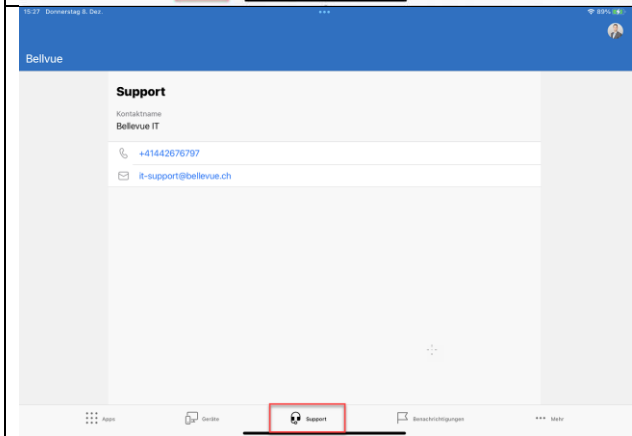 15:27 Donnerstag 8. Dez.
89%
Bellvue
Support
Kontaktname
Bellevue IT
+41442676797
it-support@bellevue.ch
Apps
Geräte
Support
Benachrichtigungen
Mehr